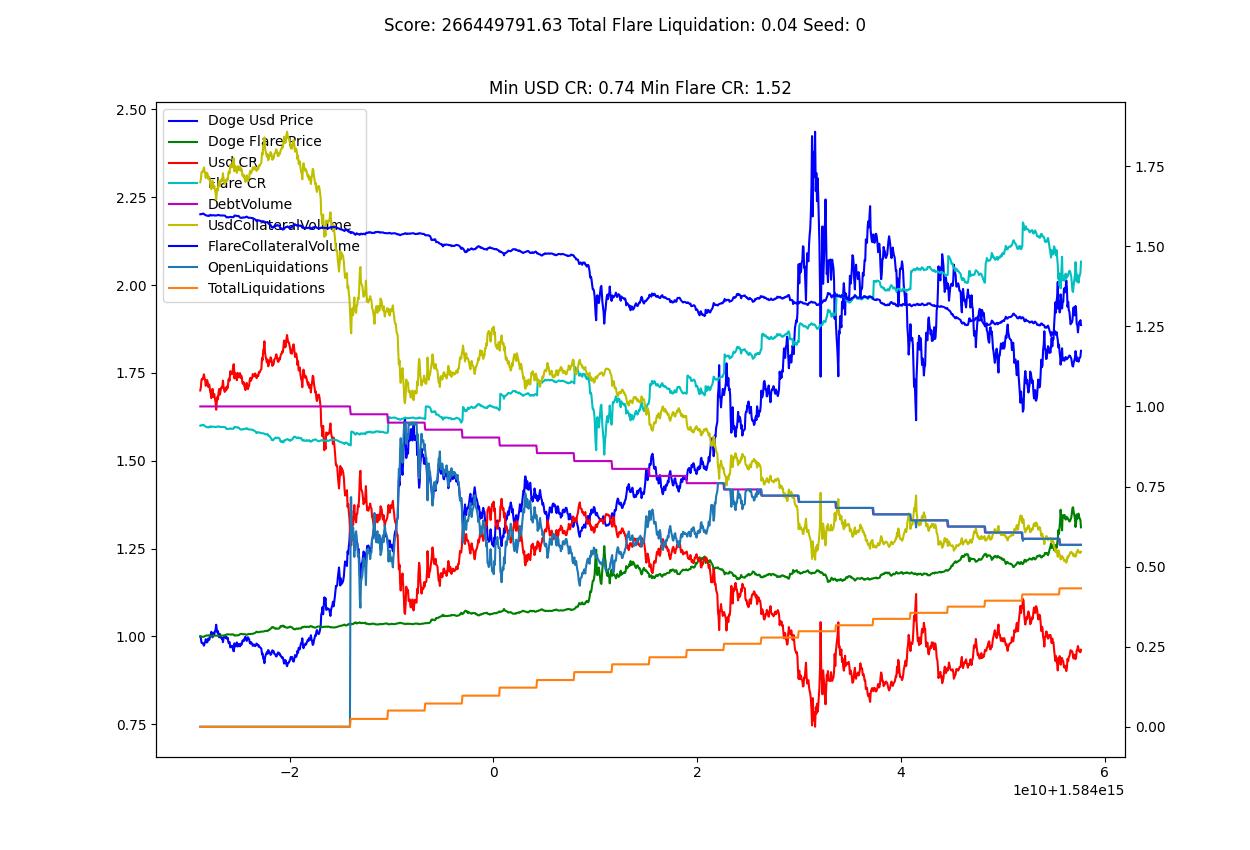 Score: 266449791.63 Total Flare Liquidation: 0.04 Seed: 0
Min USD CR: 0.74 Min Flare CR: 1.52
2.50
2.25
2.00
1.75
1.50
1.25
1.00
0.75
Doge Usd Price
Doge Flare Price
Usd CR
Flare CR
DebtVolume
UsdCollateralVolume
FlareCollateralVolume
OpenLiquidations
TotalLiquidations
1.75
1.50
1.25
1.00
0.75
0.50
0.25
0.00
−2 0 2 4 6
1e10+1.584e15